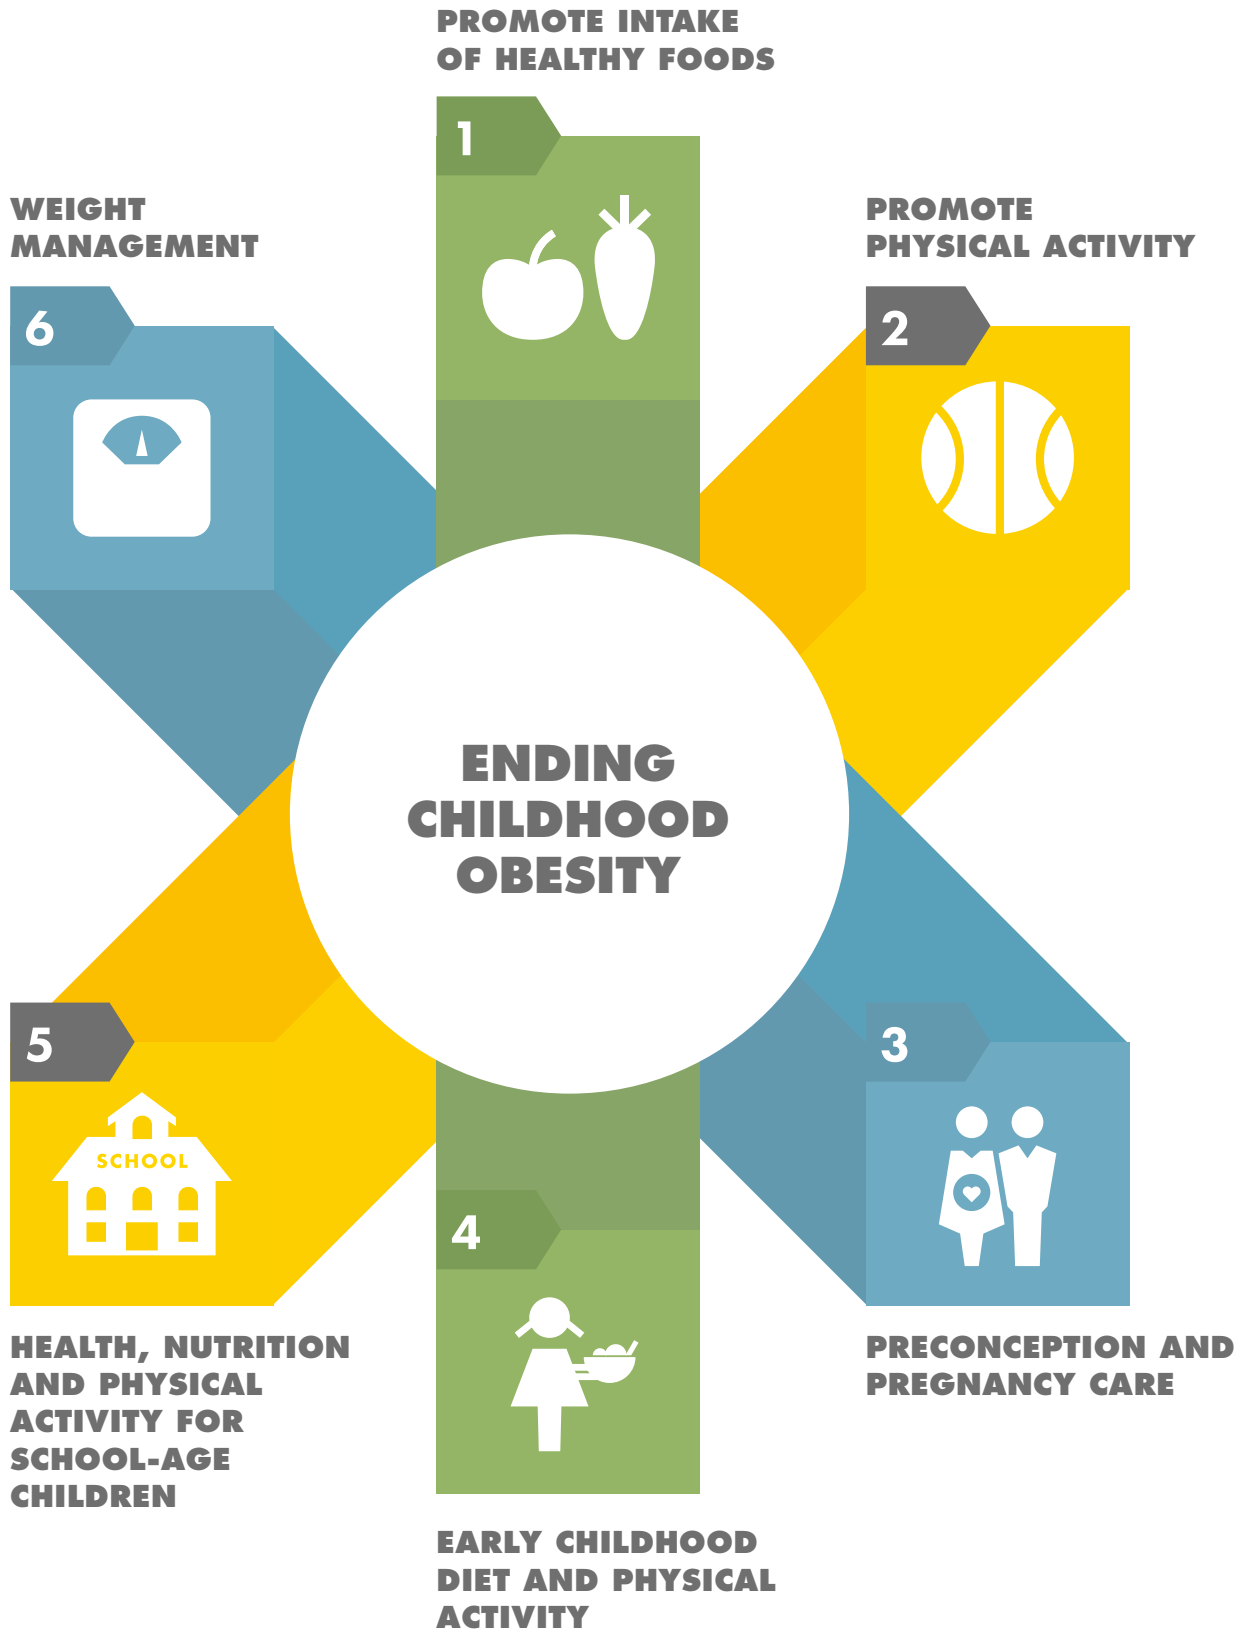 PROMOTE INTAKE
OF HEALTHY FOODS
1
PROMOTE
PHYSICAL ACTIVITY
2
PRECONCEPTION AND
PREGNANCY CARE
3
EARLY CHILDHOOD
DIET AND PHYSICAL
ACTIVITY
4
HEALTH, NUTRITION
AND PHYSICAL
ACTIVITY FOR
SCHOOL-AGE
CHILDREN
5
SCHOOL
WEIGHT
MANAGEMENT
6
ENDING
CHILDHOOD
OBESITY